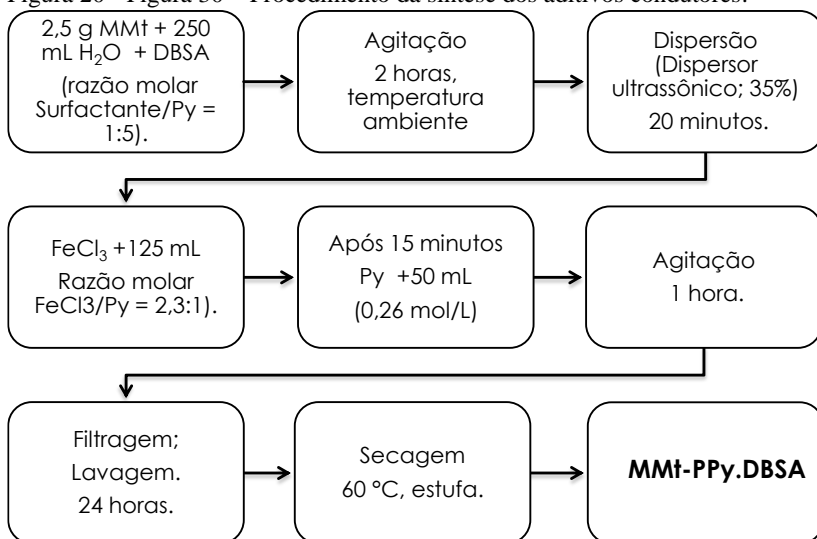 Figura 20 - Figura 30 – Procedimento da síntese dos aditivos condutores.
2,5 g MMt + 250
mL H₂O + DBSA
(razão molar
Surfactante/Py =
1:5).
Agitação
2 horas,
temperatura
ambiente
Dispersão
(Dispersor
ultrassônico; 35%)
20 minutos.
FeCl₃ +125 mL
Razão molar
FeCl3/Py = 2,3:1).
Após 15 minutos
Py +50 mL
(0,26 mol/L)
Agitação
1 hora.
Filtragem;
Lavagem.
24 horas.
Secagem
60 °C, estufa.
MMt-PPy.DBSA